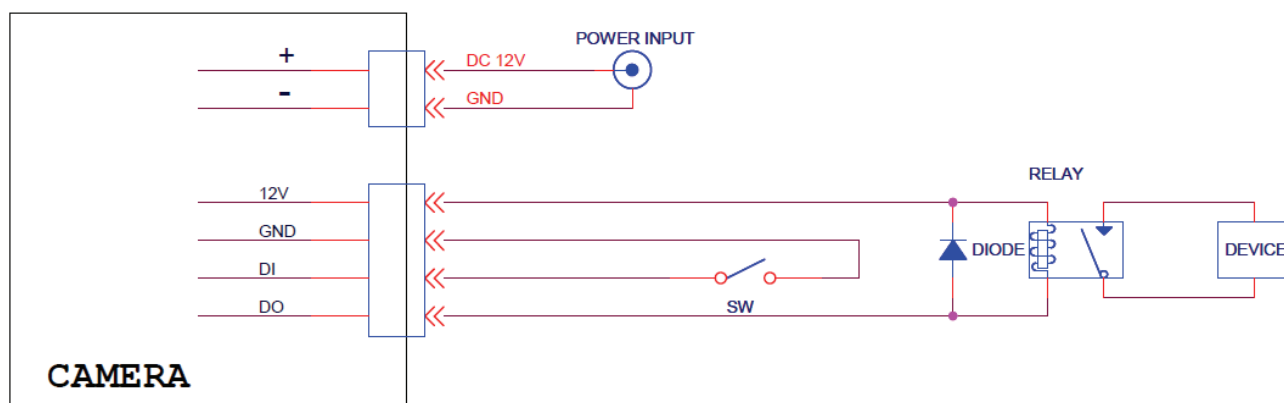 POWER INPUT
+
DC 12V
-
GND
RELAY
12V
GND
DIODE
DEVICE
DI
DO
SW
CAMERA